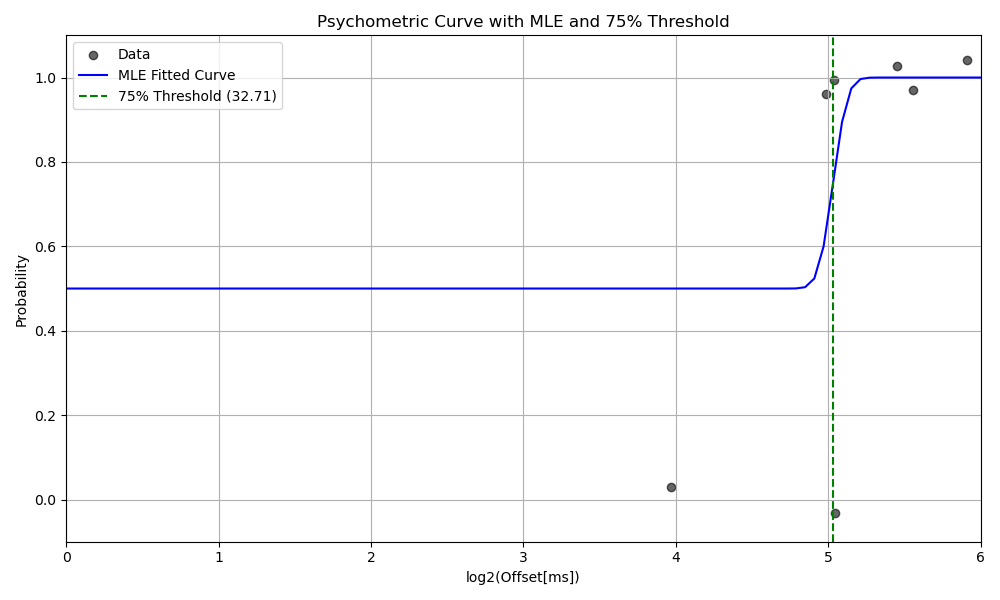 Psychometric Curve with MLE and 75% Threshold
Data
MLE Fitted Curve
75% Threshold (32.71)
Probability
1.0
0.8
0.6
0.4
0.2
0.0
0 1 2 3 4 5 6
log2(Offset[ms])